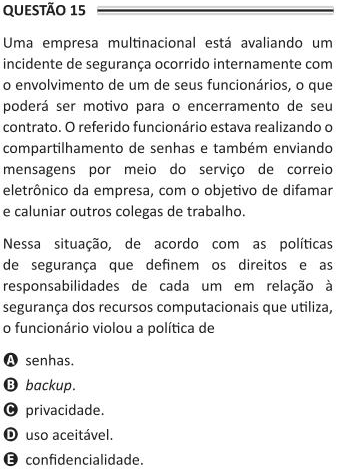 QUESTÃO 15
Uma empresa multinacional está avaliando um
incidente de segurança ocorrido internamente com
o envolvimento de um de seus funcionários, o que
poderá ser motivo para o encerramento de seu
contrato. O referido funcionário estava realizando o
compartilhamento de senhas e também enviando
mensagens por meio do serviço de correio
eletrônico da empresa, com o objetivo de difamar
e caluniar outros colegas de trabalho.
Nessa situação, de acordo com as políticas
de segurança que definem os direitos e as
responsabilidades de cada um em relação à
segurança dos recursos computacionais que utiliza,
o funcionário violou a política de
A senhas.
B backup.
C privacidade.
D uso aceitável.
E confidencialidade.